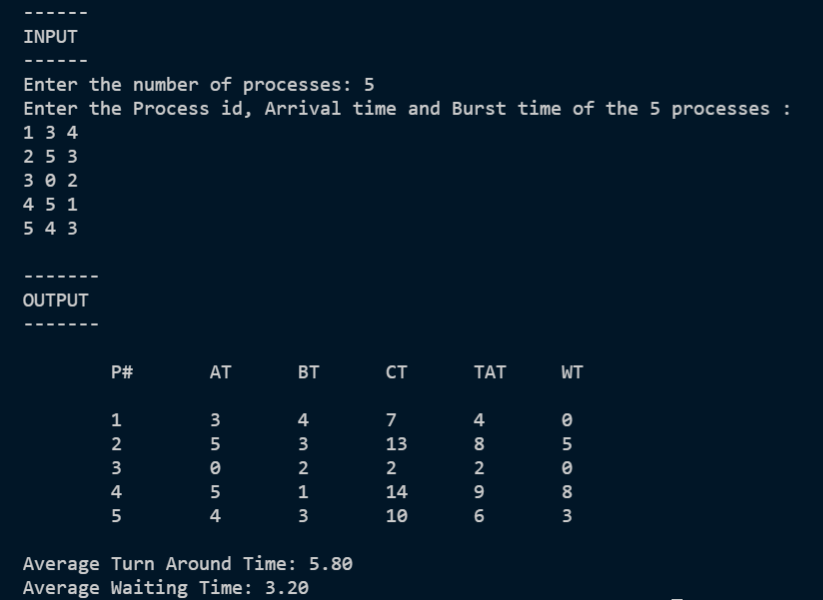 ------
INPUT
------
Enter the number of processes: 5
Enter the Process id, Arrival time and Burst time of the 5 processes :
1 3 4
2 5 3
3 0 2
4 5 1
5 4 3
-------
OUTPUT
-------
P# AT BT CT TAT WT
1 3 4 7 4 0
2 5 3 13 8 5
3 0 2 2 2 0
4 5 1 14 9 8
5 4 3 10 6 3
Average Turn Around Time: 5.80
Average Waiting Time: 3.20